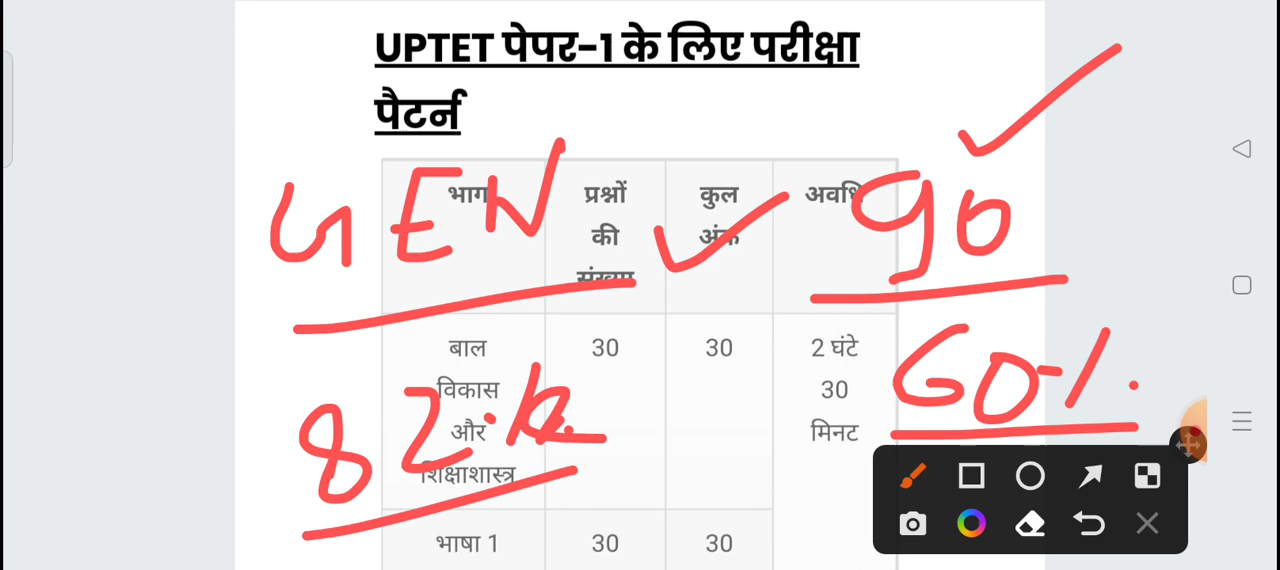 UPTET पेपर-1 के लिए परीक्षा
पैटर्न
GEN
90
भाग प्रश्नों की संख्या कुल अंक अवधि
बाल विकास और शिक्षाशास्त्र 30 30 2 घंटे 30 मिनट
60%
82
भाषा 1 30 30